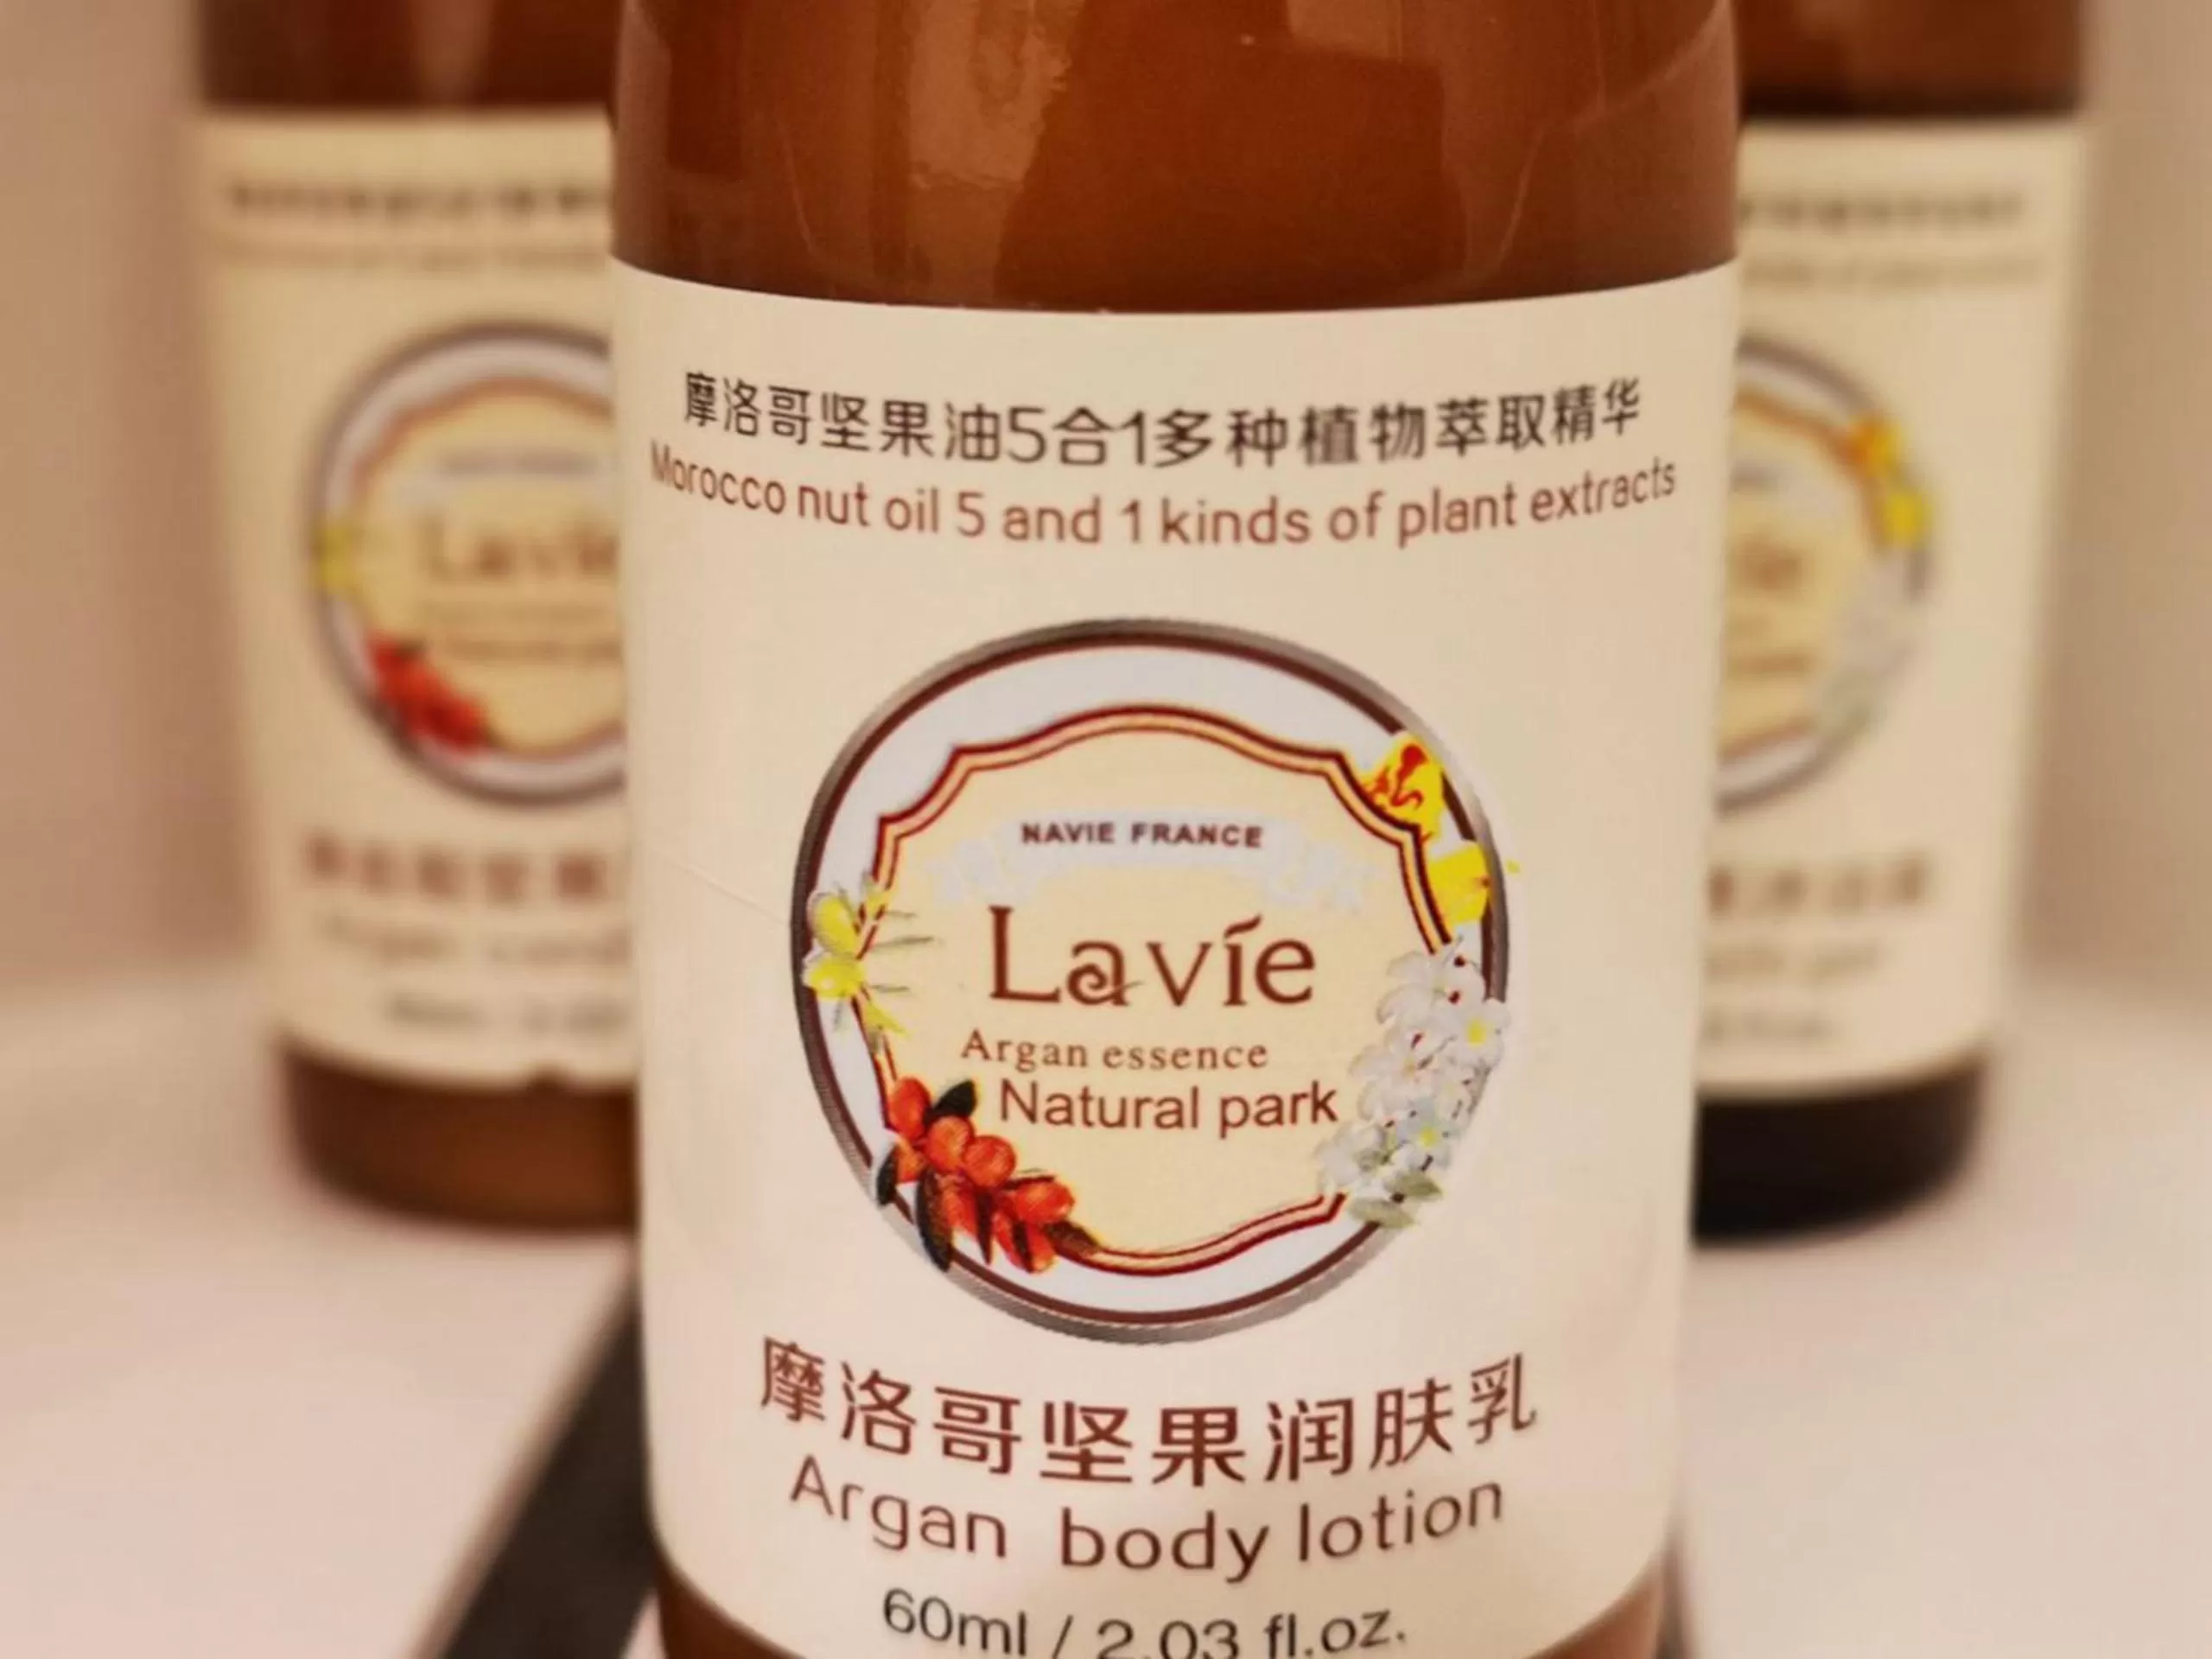 摩洛哥坚果油5合1多种植物萃取精华
Morocco nut oil 5 and 1 kinds of plant extracts
NAVIE FRANCE
Lavíe
Argan essence
Natural park
摩洛哥坚果润肤乳
Argan body lotion
60ml / 2.03 fl.oz.
Lavíe